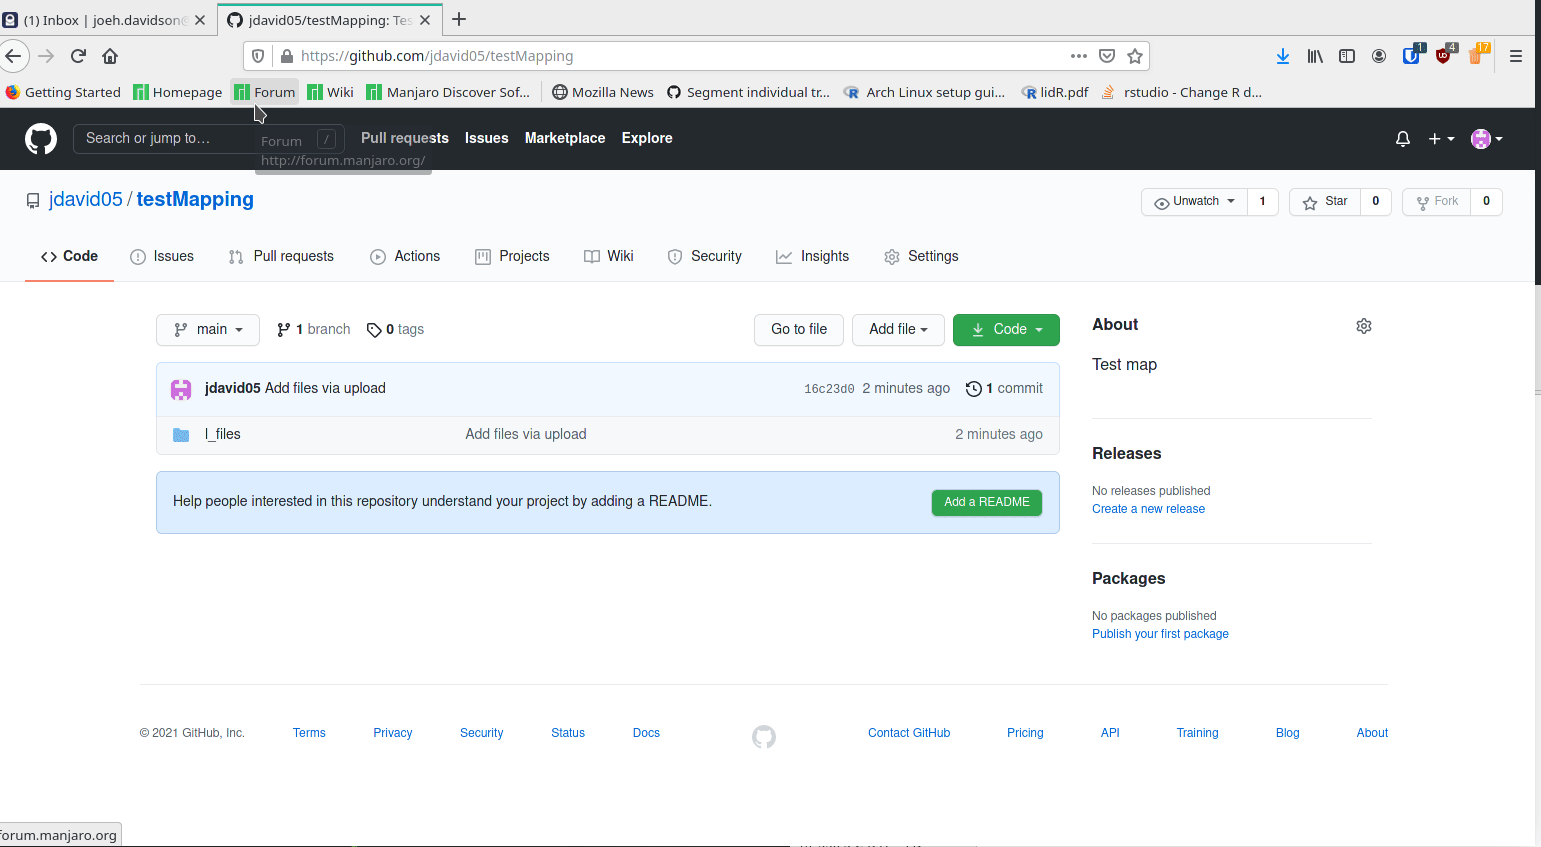 (1) Inbox | joeh.davidson@
jdavid05/testMapping: Tes
https://github.com/jdavid05/testMapping
1
4
17
Getting Started Homepage Forum Wiki Manjaro Discover Sof... Mozilla News Segment individual tr... Arch Linux setup gui... lidR.pdf rstudio - Change R d...
Search or jump to... / Pull requests Issues Marketplace Explore
Forum
http://forum.manjaro.org/
jdavid05 / testMapping
Unwatch 1 Star 0 Fork 0
Code Issues Pull requests Actions Projects Wiki Security Insights Settings
main 1 branch 0 tags Go to file Add file Code
jdavid05 Add files via upload 16c23d0 2 minutes ago 1 commit
l_files Add files via upload 2 minutes ago
Help people interested in this repository understand your project by adding a README. Add a README
About
Test map
Releases
No releases published
Create a new release
Packages
No packages published
Publish your first package
© 2021 GitHub, Inc. Terms Privacy Security Status Docs Contact GitHub Pricing API Training Blog About
forum.manjaro.org